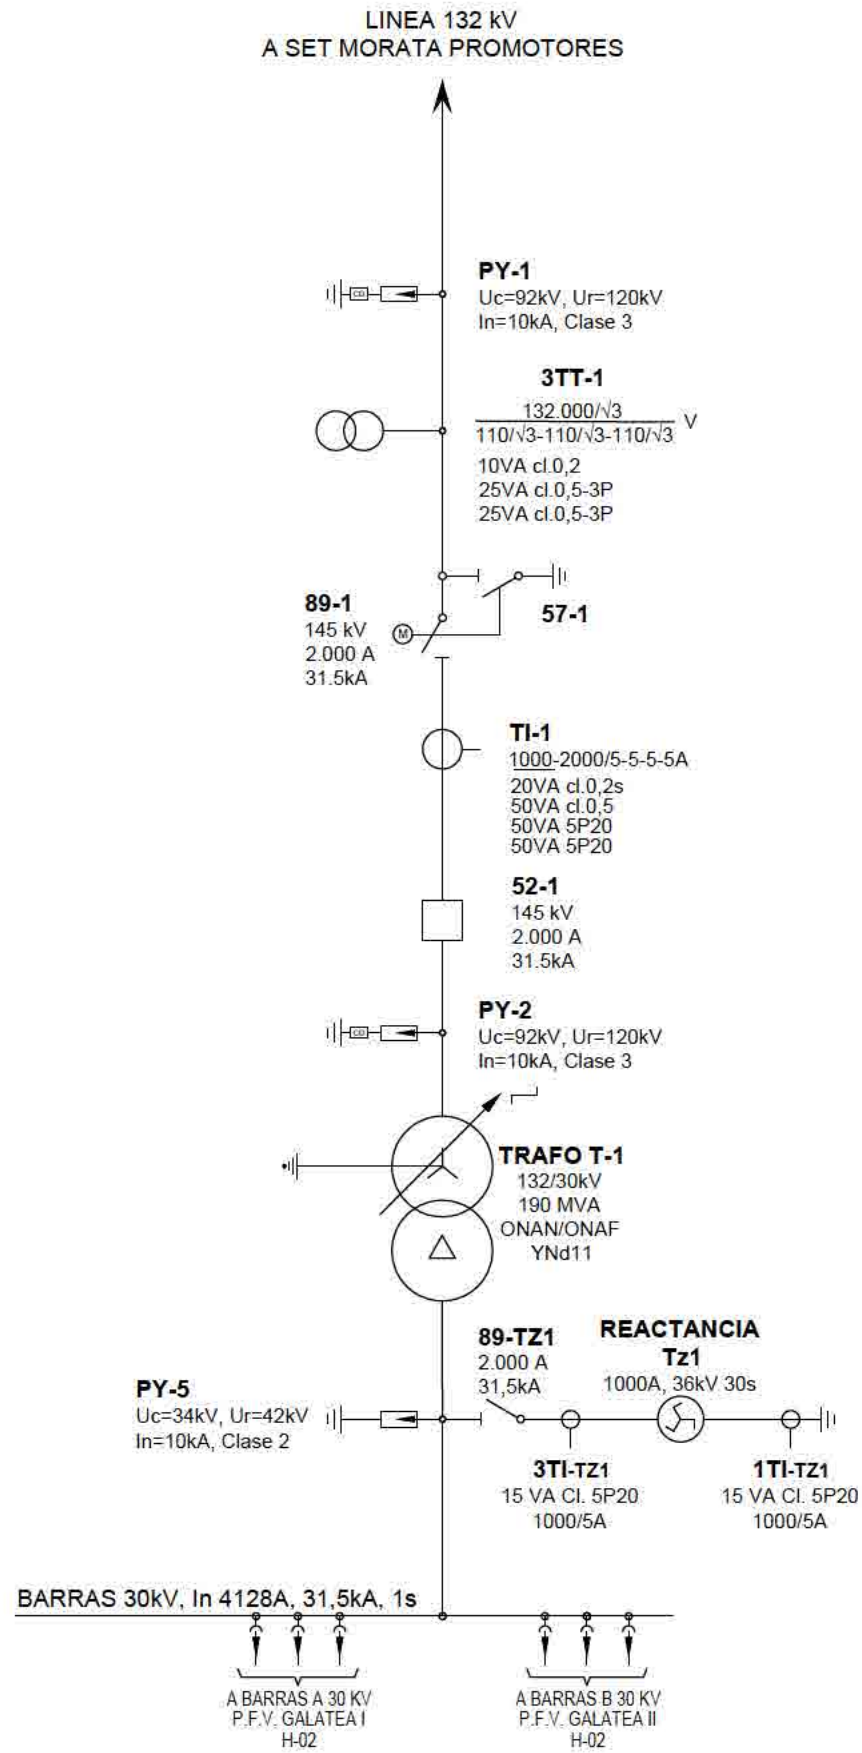 LINEA 132 kV
A SET MORATA PROMOTORES
PY-1
Uc=92kV, Ur=120kV
In=10kA, Clase 3
CD
3TT-1
132.000/√3
110/√3-110/√3-110/√3 V
10VA cl.0,2
25VA cl.0,5-3P
25VA cl.0,5-3P
89-1
145 kV
2.000 A
31.5kA
M
57-1
TI-1
1000-2000/5-5-5-5A
20VA cl.0,2s
50VA cl.0,5
50VA 5P20
50VA 5P20
52-1
145 kV
2.000 A
31.5kA
PY-2
Uc=92kV, Ur=120kV
In=10kA, Clase 3
CD
TRAFO T-1
132/30kV
190 MVA
ONAN/ONAF
YNd11
89-TZ1
2.000 A
31,5kA
REACTANCIA
Tz1
1000A, 36kV 30s
PY-5
Uc=34kV, Ur=42kV
In=10kA, Clase 2
3TI-TZ1
15 VA Cl. 5P20
1000/5A
1TI-TZ1
15 VA Cl. 5P20
1000/5A
BARRAS 30kV, In 4128A, 31,5kA, 1s
A BARRAS A 30 KV
P.F.V. GALATEA I
H-02
A BARRAS B 30 KV
P.F.V. GALATEA II
H-02